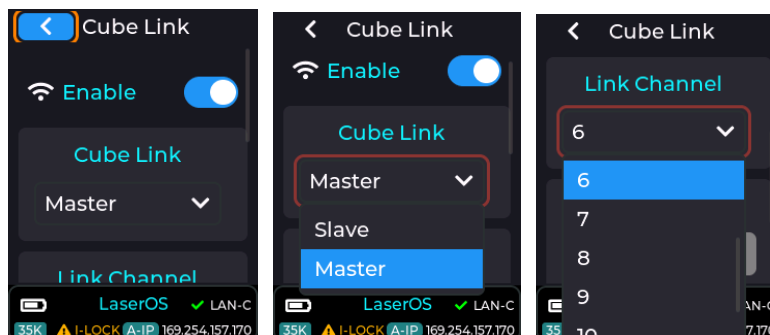 Cube Link
Enable
Cube Link
Master
Link Channel
LaserOS LAN-C
35K I-LOCK A-IP 169.254.157.170
Cube Link
Enable
Cube Link
Master
Slave
Master
LaserOS LAN-C
35K I-LOCK A-IP 169.254.157.170
Cube Link
Link Channel
6
6
7
8
9
10